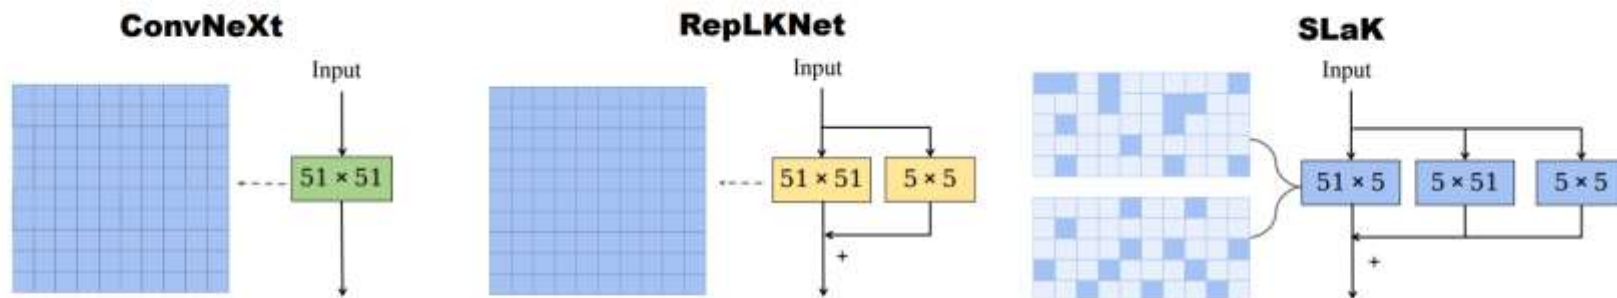 ConvNeXt
Input
51 × 51
RepLKNet
Input
51 × 51
5 × 5
+
SLaK
Input
51 × 5
5 × 51
5 × 5
+